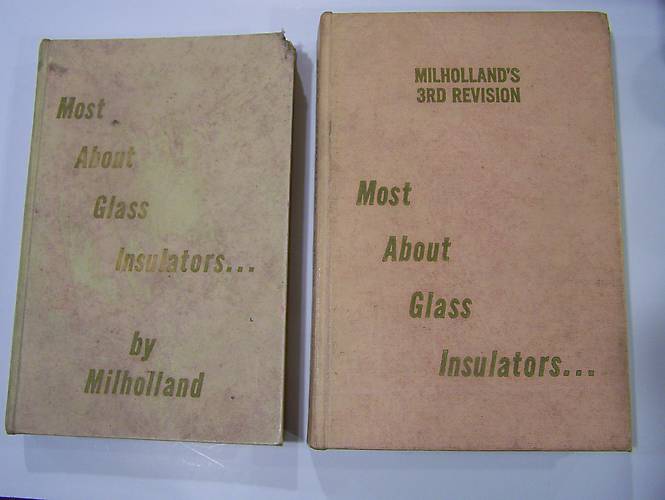 Most
About
Glass
Insulators...
by
Milholland
MILHOLLAND'S
3RD REVISION
Most
About
Glass
Insulators...